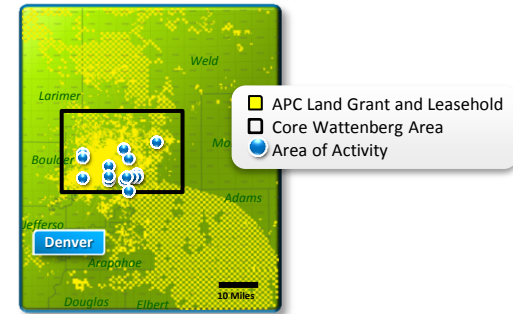 Weld
Larimer
APC Land Grant and Leasehold
Core Wattenberg Area
Mo
Area of Activity
Boulder
Adams
Jefferso
Denver
Arapahoe
10 Miles
Douglas
Elbert